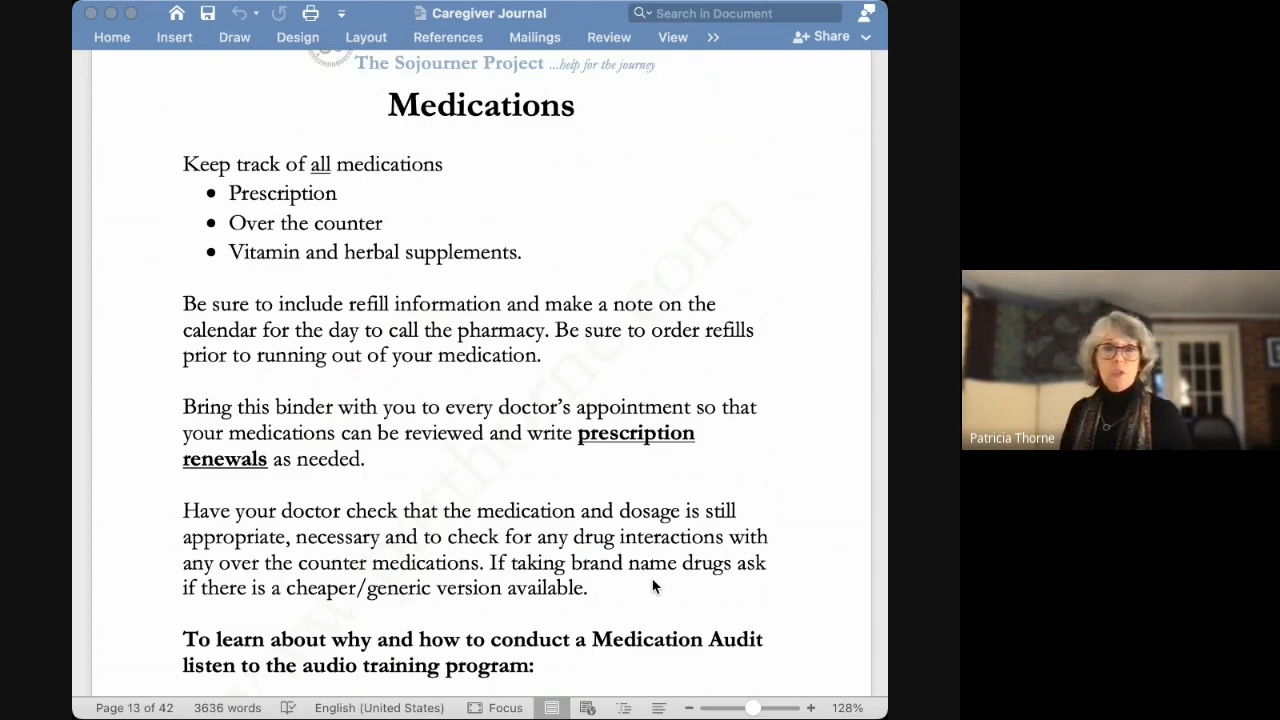 Caregiver Journal
Search in Document
Home Insert Draw Design Layout References Mailings Review View >> Share
The Sojourner Project ...help for the journey
Medications
Keep track of all medications
• Prescription
• Over the counter
• Vitamin and herbal supplements.
Be sure to include refill information and make a note on the
calendar for the day to call the pharmacy. Be sure to order refills
prior to running out of your medication.
Bring this binder with you to every doctor's appointment so that
your medications can be reviewed and write prescription
renewals as needed.
Have your doctor check that the medication and dosage is still
appropriate, necessary and to check for any drug interactions with
any over the counter medications. If taking brand name drugs ask
if there is a cheaper/generic version available.
To learn about why and how to conduct a Medication Audit
listen to the audio training program:
Page 13 of 42 3636 words English (United States) Focus 128%
Patricia Thorne